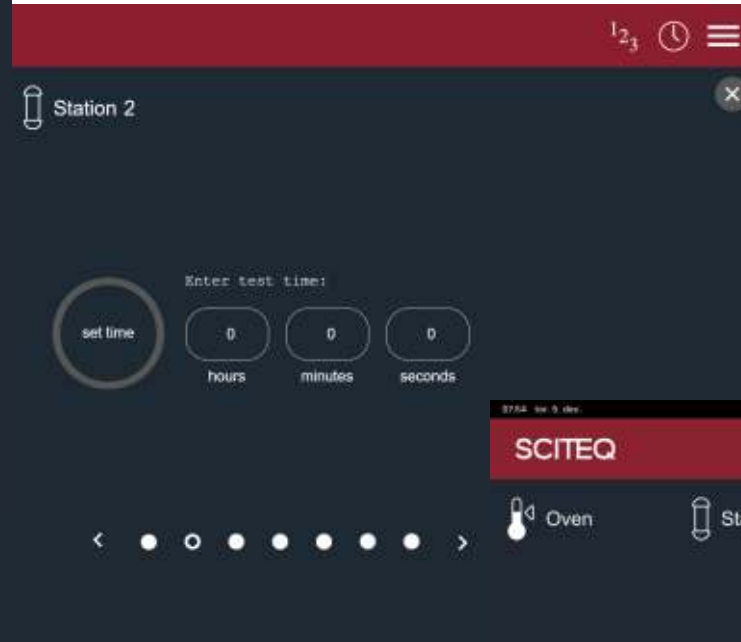 1 2 3
Station 2
Enter test time:
set time
0 0 0
hours minutes seconds
SCITEQ
Oven